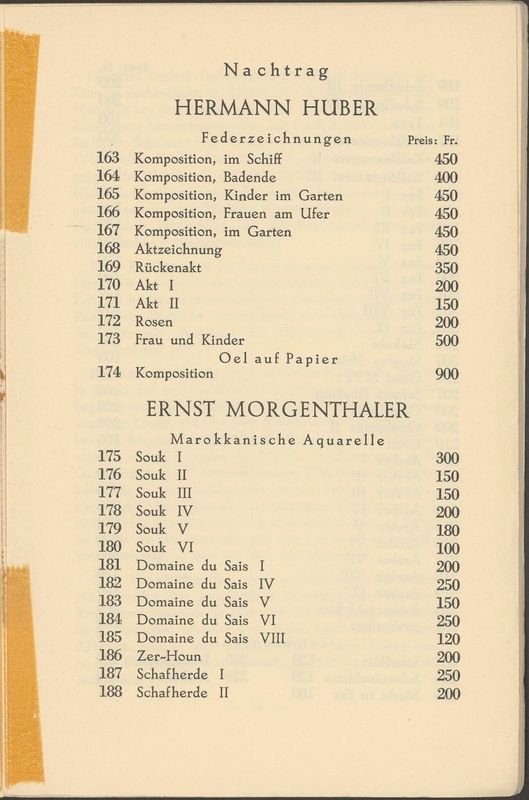 Nachtrag
HERMANN HUBER
Federzeichnungen Preis: Fr.
163 Komposition, im Schiff 450
164 Komposition, Badende 400
165 Komposition, Kinder im Garten 450
166 Komposition, Frauen am Ufer 450
167 Komposition, im Garten 450
168 Aktzeichnung 450
169 Rückenakt 350
170 Akt I 200
171 Akt II 150
172 Rosen 200
173 Frau und Kinder 500
Oel auf Papier
174 Komposition 900
ERNST MORGENTHALER
Marokkanische Aquarelle
175 Souk I 300
176 Souk II 150
177 Souk III 150
178 Souk IV 200
179 Souk V 180
180 Souk VI 100
181 Domaine du Sais I 200
182 Domaine du Sais IV 250
183 Domaine du Sais V 150
184 Domaine du Sais VI 250
185 Domaine du Sais VIII 120
186 Zer-Houn 200
187 Schafherde I 250
188 Schafherde II 200